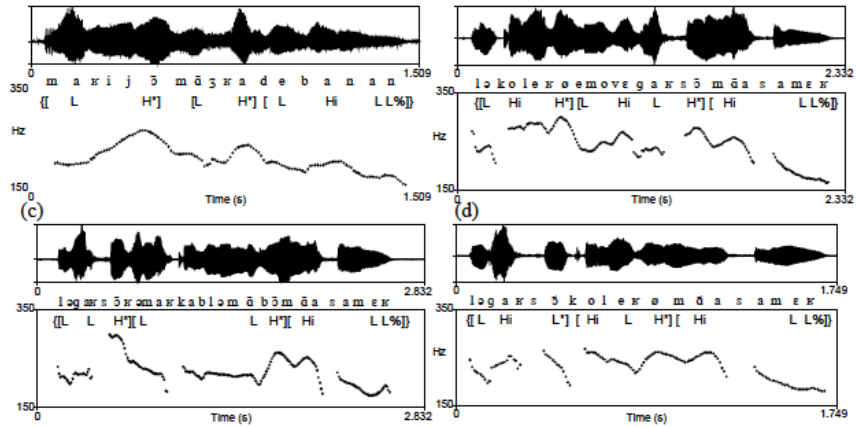 0 1.509
m a ʁ i j ɔ̃ m ɑ̃ ʒ ʁ a d e b a n a n
350
{[ L H*] [L H*] [ L Hi L L%]}
Hz
150
0 Time (s) 1.509
0 2.332
l ə k o l e ʁ ø e m o v ɛ g a ʁ s ɔ̃ m ɑ̃ a s a m ɛ ʁ
350
{[L Hi H*] [L Hi L H*] [ Hi L L%]}
Hz
150
0 Time (s) 2.332
(c)
0 2.832
l ə g a ʁ s ɔ̃ ʁ ə m a ʁ k a b l ə m ɑ̃ b ɔ̃ m ɑ̃ a s a m ɛ ʁ
350
{[L L H*][ L L H*][ Hi L L%]}
Hz
150
0 Time (s) 2.832
(d)
0 1.749
l ə g a ʁ s ɔ̃ k o l e ʁ ø m ɑ̃ a s a m ɛ ʁ
350
{[ L Hi L*] [ Hi L H*] [ Hi L L%]}
Hz
150
0 Time (s) 1.749